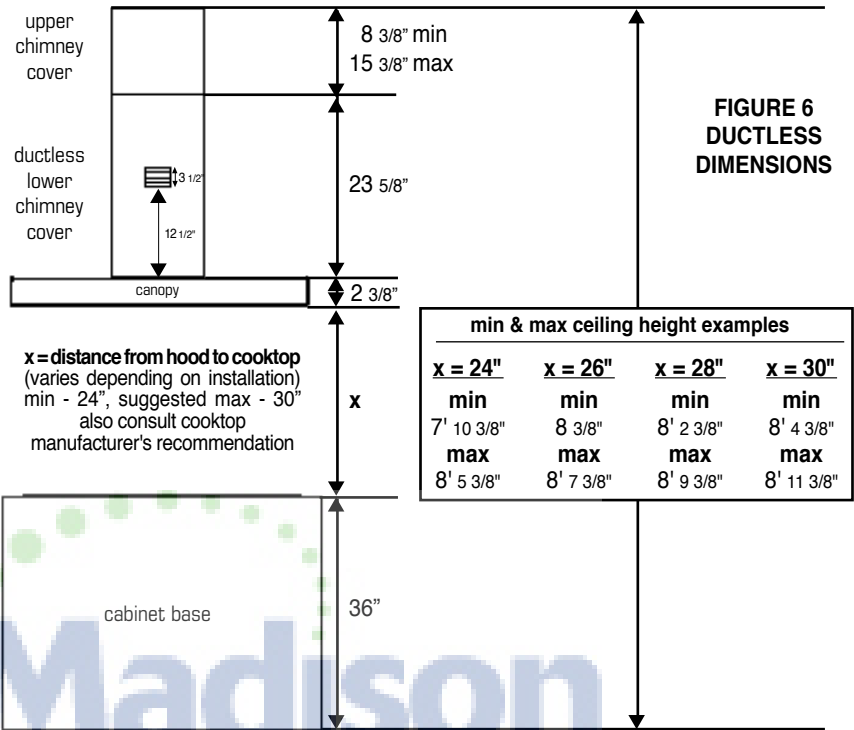 upper
chimney
cover
8 3/8” min
15 3/8” max
FIGURE 6
DUCTLESS
DIMENSIONS
ductless
lower
chimney
cover
3 1/2"
12 1/2"
23 5/8”
canopy
2 3/8”
x = distance from hood to cooktop
(varies depending on installation)
min - 24”, suggested max - 30”
also consult cooktop
manufacturer's recommendation
x
min & max ceiling height examples
x = 24" x = 26" x = 28" x = 30"
min min min min
7' 10 3/8" 8 3/8" 8' 2 3/8" 8' 4 3/8"
max max max max
8' 5 3/8" 8' 7 3/8" 8' 9 3/8" 8' 11 3/8"
cabinet base
36”
Madison